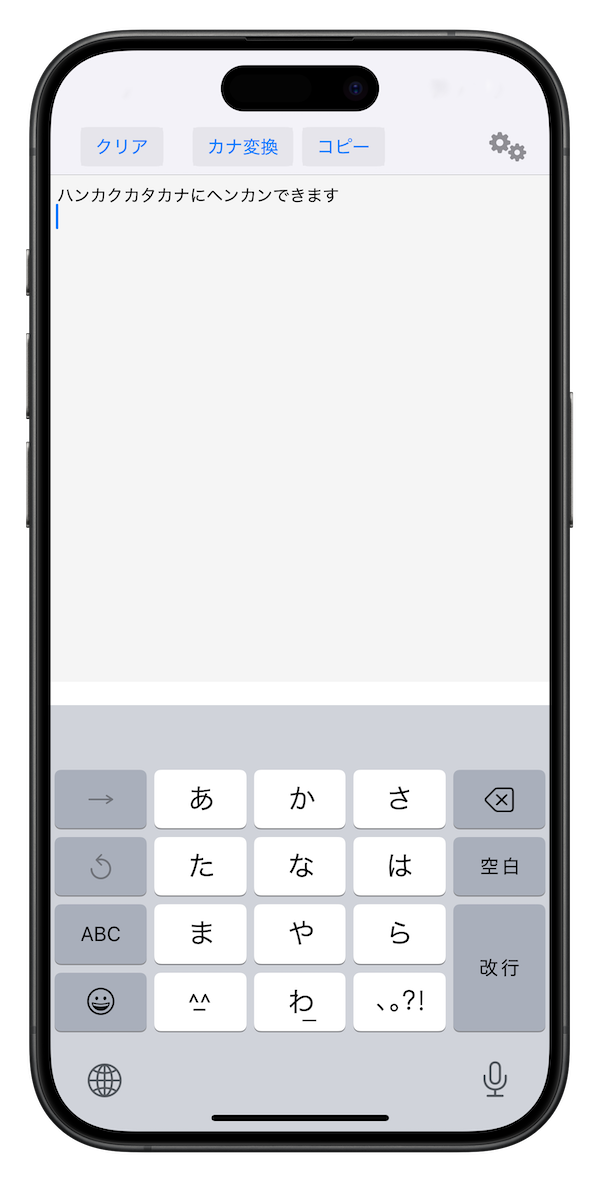 クリア カナ変換 コピー
ハンカクカタカナにヘンカンできます
→ あ か さ
た な は 空白
ABC ま や ら 改行
^^ わ 、。?!